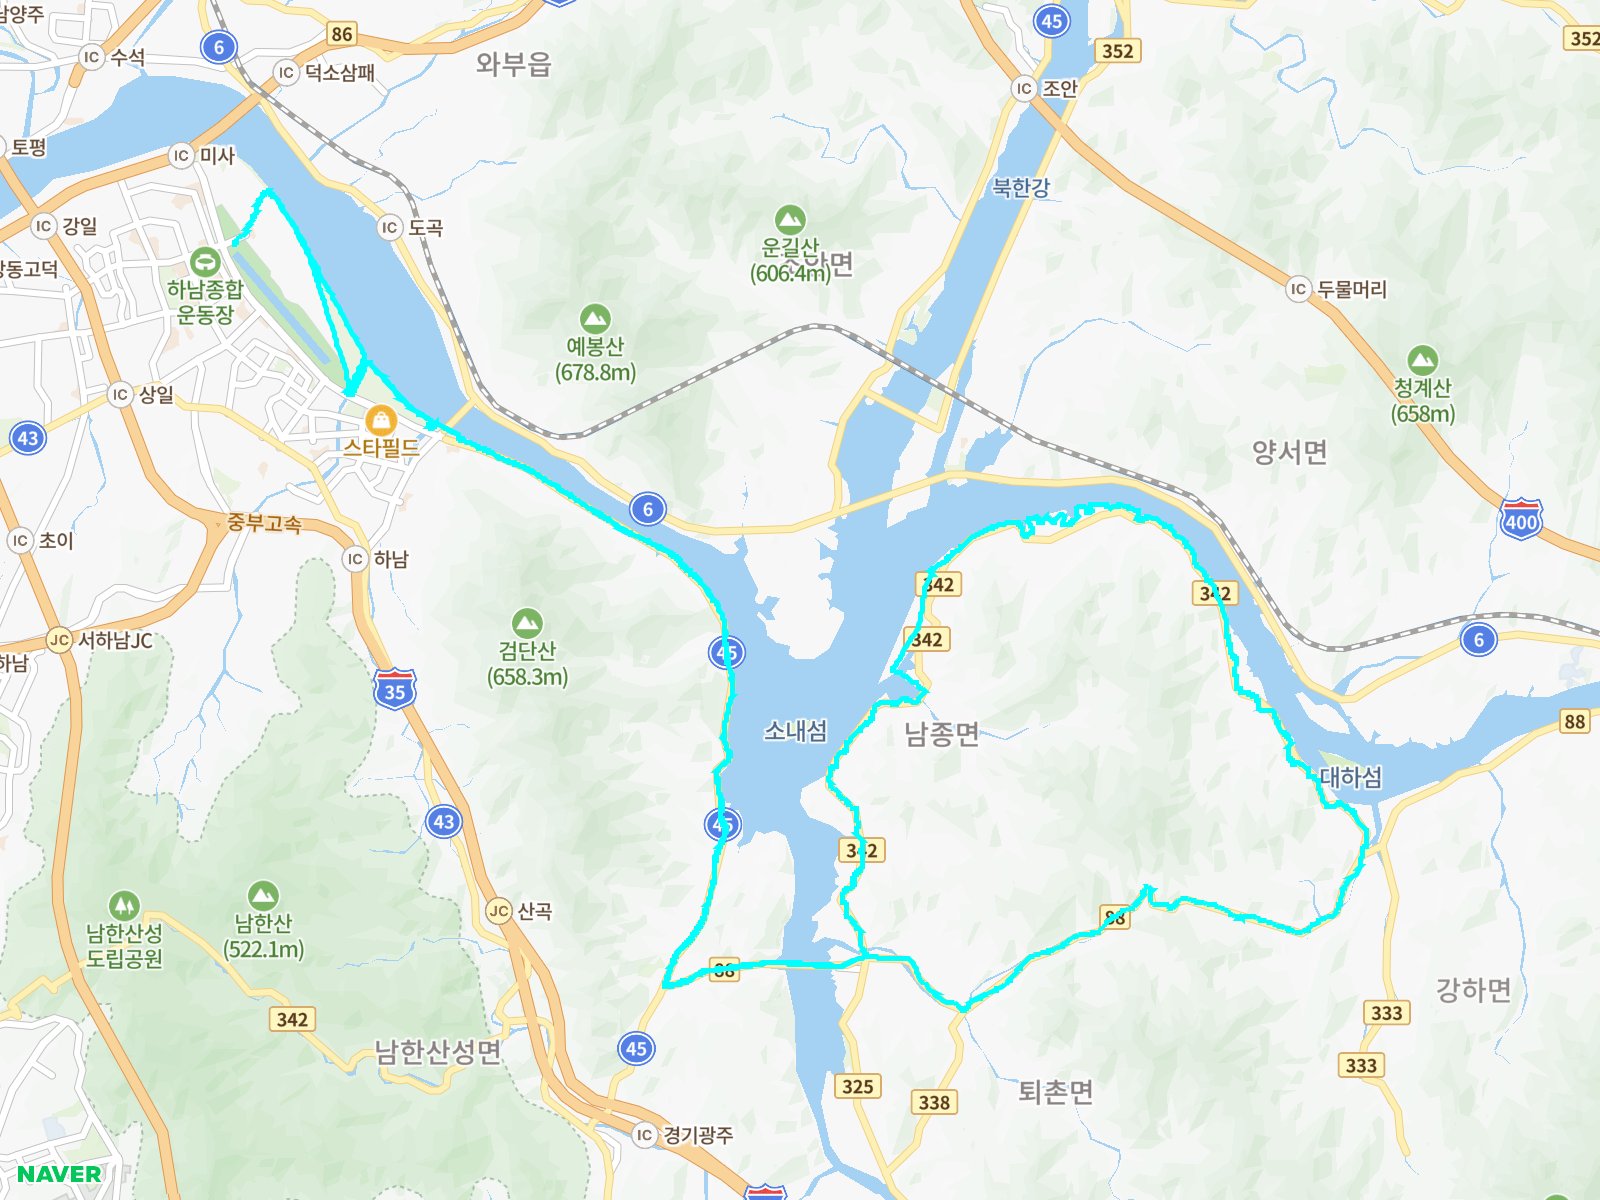 남양주
6
IC 수석
86
IC 덕소삼패
와부읍
45
352
352
IC 조안
IC 토평
IC 미사
북한강
IC 강일
IC 도곡
운길산
(606.4m)
강동고덕
하남종합
운동장
IC 두물머리
예봉산
(678.8m)
청계산
(658m)
IC 상일
43
스타필드
양서면
6
400
중부고속
IC 초이
IC 하남
342
342
342
검단산
(658.3m)
45
JC 서하남JC
하남
35
6
소내섬
남종면
88
대하섬
43
45
342
남한산성
도립공원
남한산
(522.1m)
JC 산곡
88
88
강하면
342
남한산성면
45
333
333
325
338
퇴촌면
IC 경기광주
NAVER